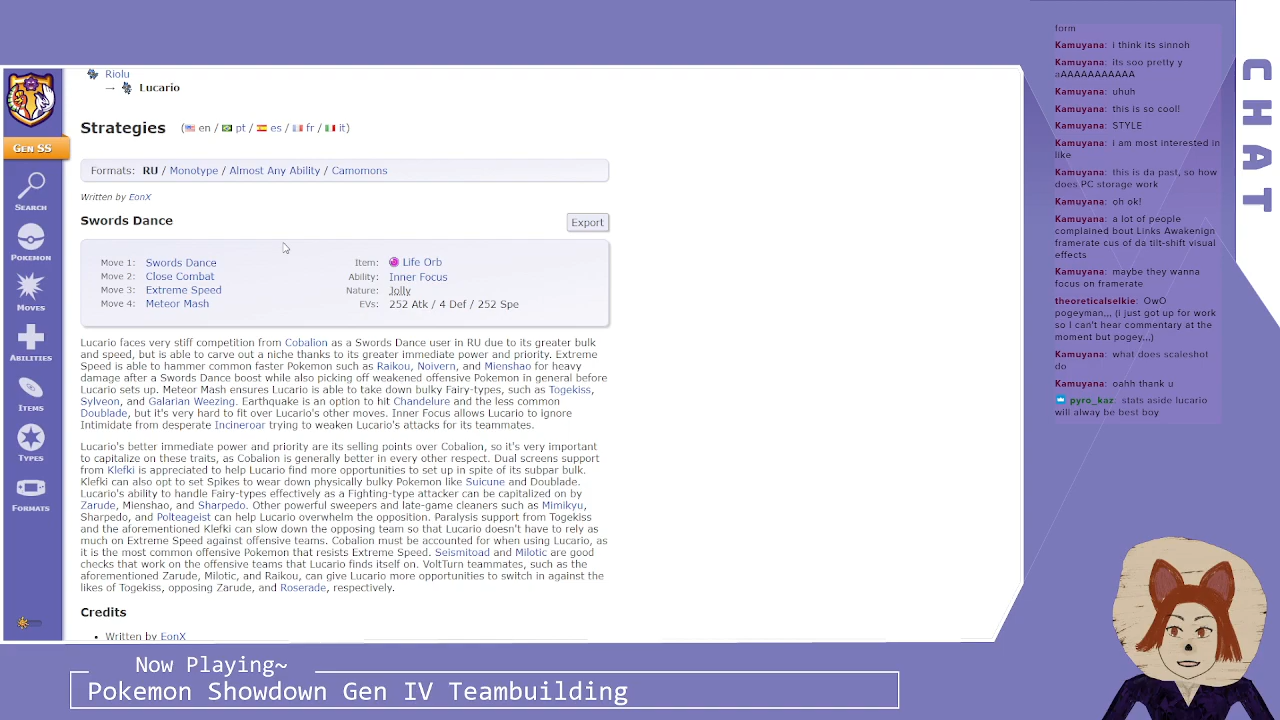 Riolu
→ Lucario
Strategies (en / pt / es / fr / it)
Formats: RU / Monotype / Almost Any Ability / Camomons
Written by EonX
Swords Dance
Export
Move 1: Swords Dance
Move 2: Close Combat
Move 3: Extreme Speed
Move 4: Meteor Mash
Item: Life Orb
Ability: Inner Focus
Nature: Jolly
EVs: 252 Atk / 4 Def / 252 Spe
Lucario faces very stiff competition from Cobalion as a Swords Dance user in RU due to its greater bulk
and speed, but is able to carve out a niche thanks to its greater immediate power and priority. Extreme
Speed is able to hammer common faster Pokemon such as Raikou, Noivern, and Mienshao for heavy
damage after a Swords Dance boost while also picking off weakened offensive Pokemon in general before
Lucario sets up. Meteor Mash ensures Lucario is able to take down bulky Fairy-types, such as Togekiss,
Sylveon, and Galarian Weezing. Earthquake is an option to hit Chandelure and the less common
Doublade, but it's very hard to fit over Lucario's other moves. Inner Focus allows Lucario to ignore
Intimidate from desperate Incineroar trying to weaken Lucario's attacks for its teammates.
Lucario's better immediate power and priority are its selling points over Cobalion, so it's very important
to capitalize on these traits, as Cobalion is generally better in every other respect. Dual screens support
from Klefki is appreciated to help Lucario find more opportunities to set up in spite of its subpar bulk.
Klefki can also opt to set Spikes to wear down physically bulky Pokemon like Suicune and Doublade.
Lucario's ability to handle Fairy-types effectively as a Fighting-type attacker can be capitalized on by
Zarude, Mienshao, and Sharpedo. Other powerful sweepers and late-game cleaners such as Mimikyu,
Sharpedo, and Polteageist can help Lucario overwhelm the opposition. Paralysis support from Togekiss
and the aforementioned Klefki can slow down the opposing team so that Lucario doesn't have to rely as
much on Extreme Speed against offensive teams. Cobalion must be accounted for when using Lucario, as
it is the most common offensive Pokemon that resists Extreme Speed. Seismitoad and Milotic are good
checks that work on the offensive teams that Lucario finds itself on. VoltTurn teammates, such as the
aforementioned Zarude, Milotic, and Raikou, can give Lucario more opportunities to switch in against the
likes of Togekiss, opposing Zarude, and Roserade, respectively.
Credits
• Written by EonX
GEN SS
SEARCH
POKEMON
MOVES
ABILITIES
ITEMS
TYPES
FORMATS
form
Kamuyana: i think its sinnoh
Kamuyana: its soo pretty y
aAAAAAAAAAAA
Kamuyana: uhuh
Kamuyana: this is so cool!
Kamuyana: STYLE
Kamuyana: i am most interested in
like
Kamuyana: this is da past, so how
does PC storage work
Kamuyana: oh ok!
Kamuyana: a lot of people
complained bout Links Awakenign
framerate cus of da tilt-shift visual
effects
Kamuyana: maybe they wanna
focus on framerate
theoreticalselkie: OwO
pogeyman,,, (i just got up for work
so I can't hear commentary at the
moment but pogey,,,)
Kamuyana: what does scaleshot
do
Kamuyana: oahh thank u
pyro_kaz: stats aside lucario
will alway be best boy
CHAT
Now Playing~
Pokemon Showdown Gen IV Teambuilding